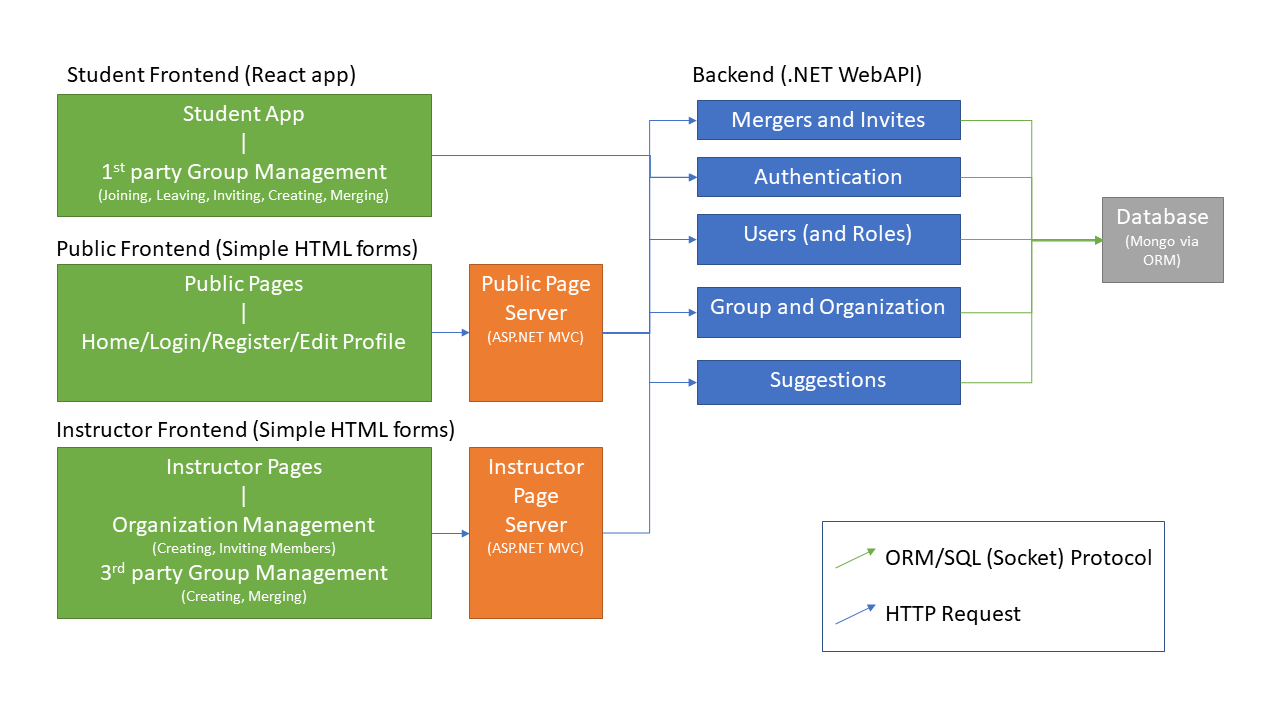 Student Frontend (React app)
Student App
|
1st party Group Management
(Joining, Leaving, Inviting, Creating, Merging)
Public Frontend (Simple HTML forms)
Public Pages
|
Home/Login/Register/Edit Profile
Public Page
Server
(ASP.NET MVC)
Instructor Frontend (Simple HTML forms)
Instructor Pages
|
Organization Management
(Creating, Inviting Members)
3rd party Group Management
(Creating, Merging)
Instructor
Page
Server
(ASP.NET MVC)
Backend (.NET WebAPI)
Mergers and Invites
Authentication
Users (and Roles)
Group and Organization
Suggestions
Database
(Mongo via
ORM)
ORM/SQL (Socket) Protocol
HTTP Request